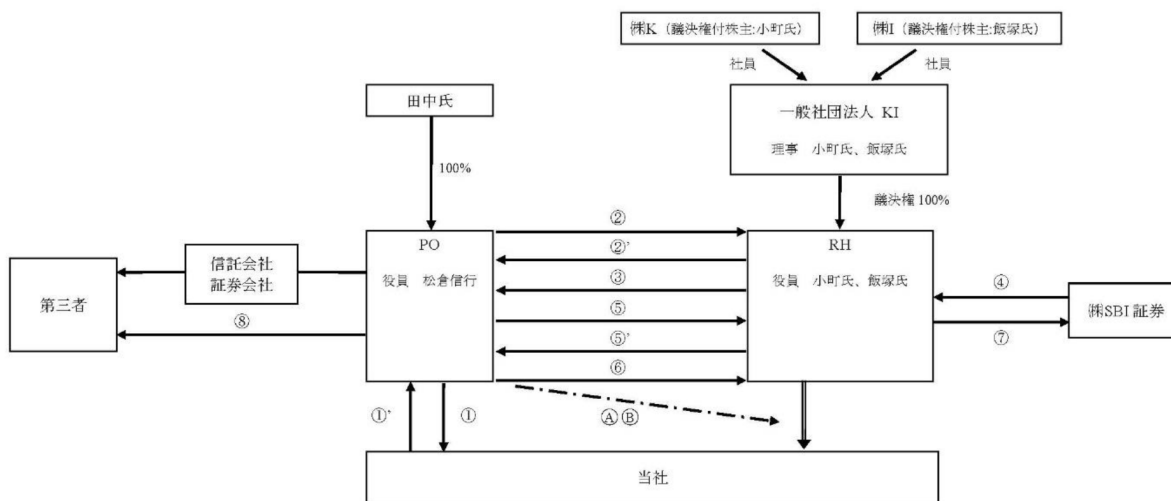 ㈱K（議決権付株主:小町氏）
㈱I（議決権付株主:飯塚氏）
社員
社員
田中氏
一般社団法人 KI
理事　小町氏、飯塚氏
100%
議決権 100%
PO
役員　松倉信行
②
②’
③
⑤
⑤’
⑥
RH
役員　小町氏、飯塚氏
信託会社
証券会社
第三者
⑧
④
⑦
㈱SBI 証券
①’
①
Ⓐ Ⓑ
当社